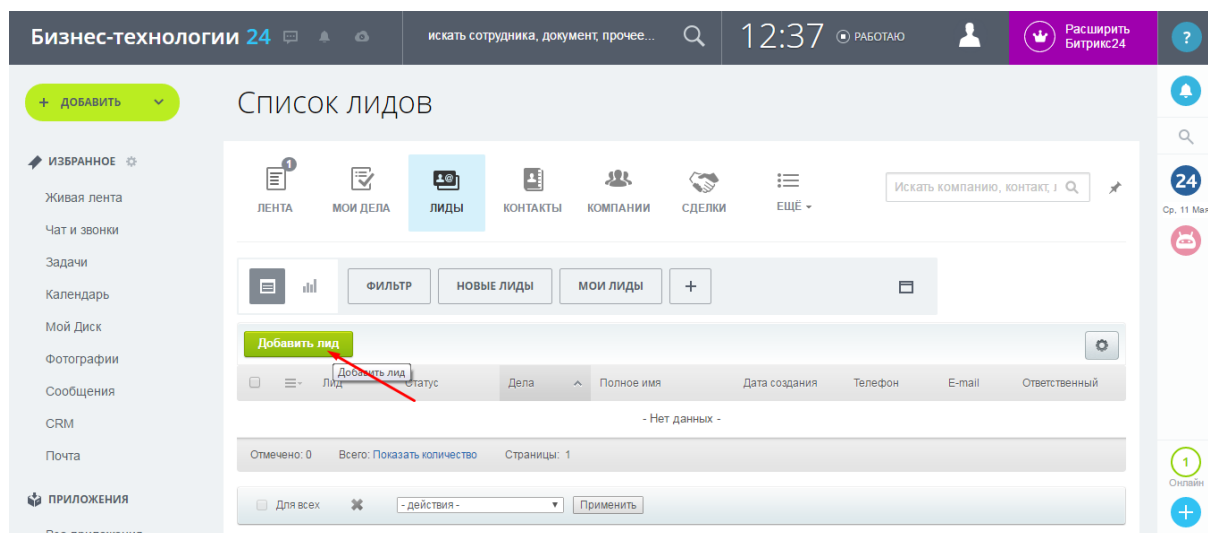 Бизнес-технологии 24
искать сотрудника, документ, прочее...
12:37
РАБОТАЮ
Расширить
Битрикс24
?
+ ДОБАВИТЬ
Список лидов
ИЗБРАННОЕ
Живая лента
Чат и звонки
Задачи
Календарь
Мой Диск
Фотографии
Сообщения
CRM
Почта
ПРИЛОЖЕНИЯ
1
ЛЕНТА
МОИ ДЕЛА
ЛИДЫ
КОНТАКТЫ
КОМПАНИИ
СДЕЛКИ
ЕЩЁ
Искать компанию, контакт,
ФИЛЬТР
НОВЫЕ ЛИДЫ
МОИ ЛИДЫ
+
Добавить лид
Добавить лид
Лид
Статус
Дела
Полное имя
Дата создания
Телефон
E-mail
Ответственный
- Нет данных -
Отмечено: 0 Всего: Показать количество Страницы: 1
Для всех
- действия -
Применить
24
Ср, 11 Мая
1
Онлайн
+